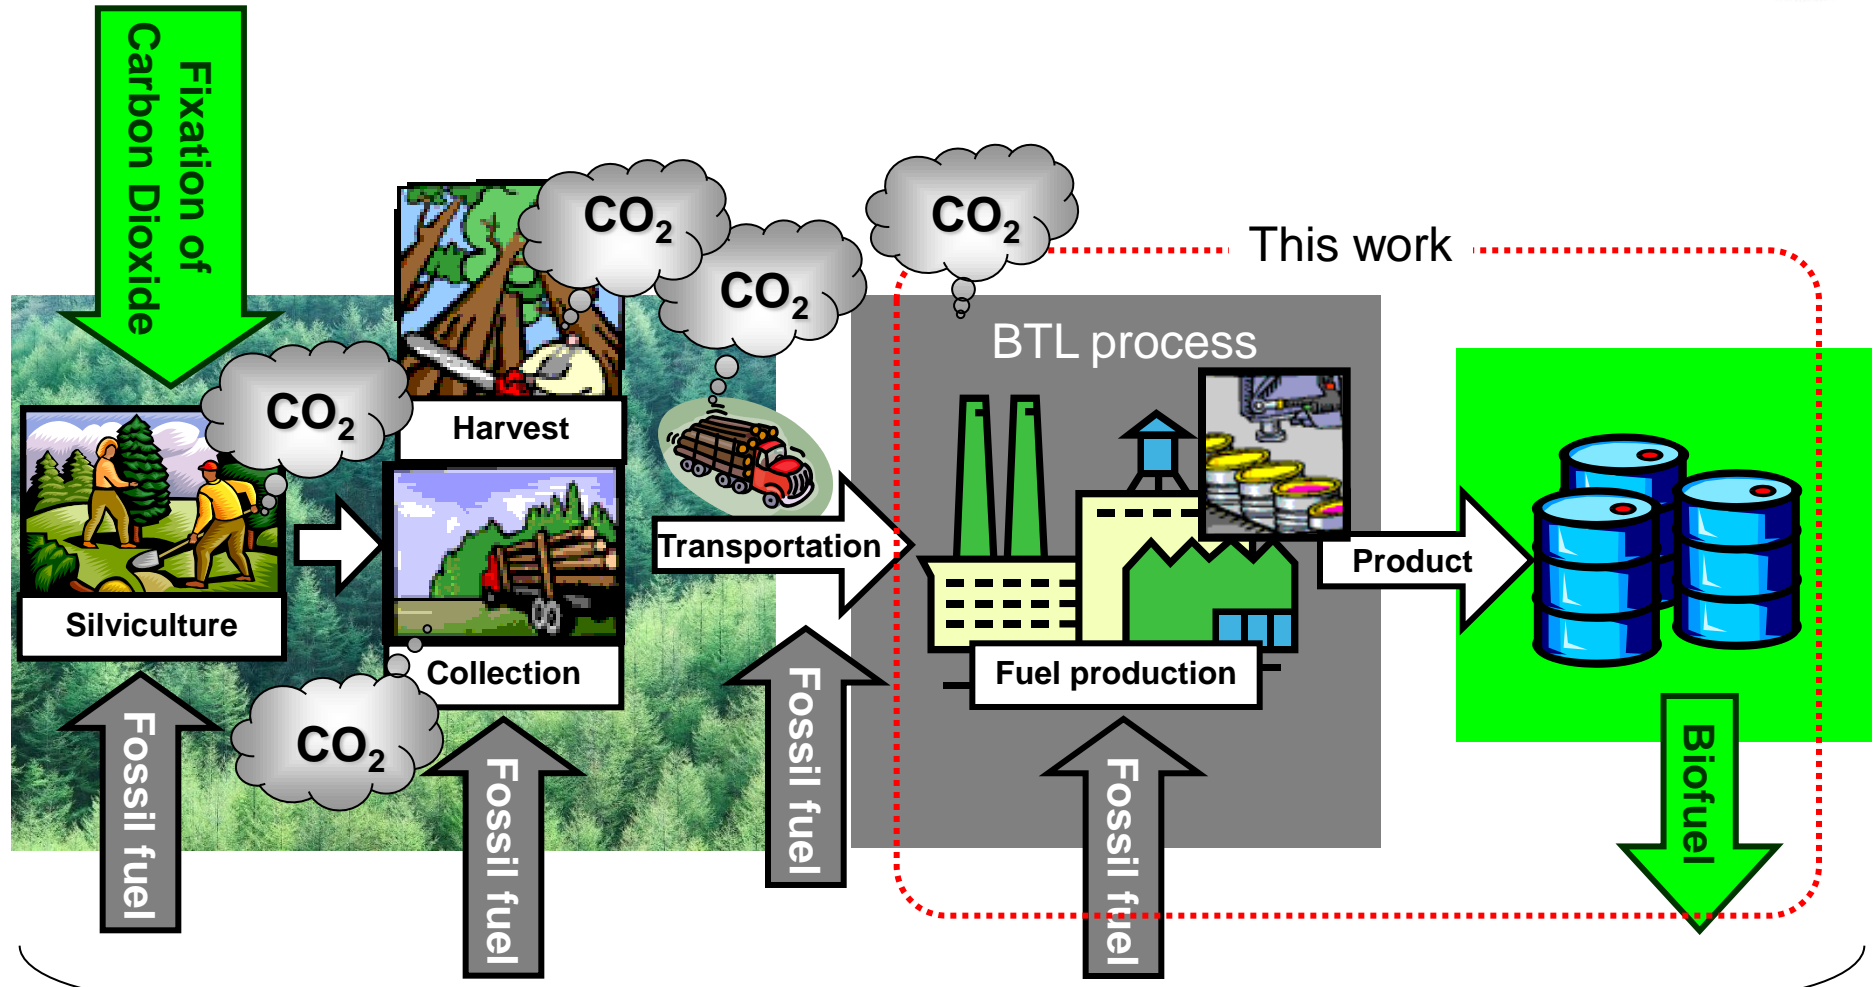 Fixation of
Carbon Dioxide
CO2
CO2
CO2
This work
BTL process
CO2
Harvest
Transportation
Product
Silviculture
Collection
Fuel production
CO2
Fossil fuel
Fossil fuel
Fossil fuel
Fossil fuel
Biofuel